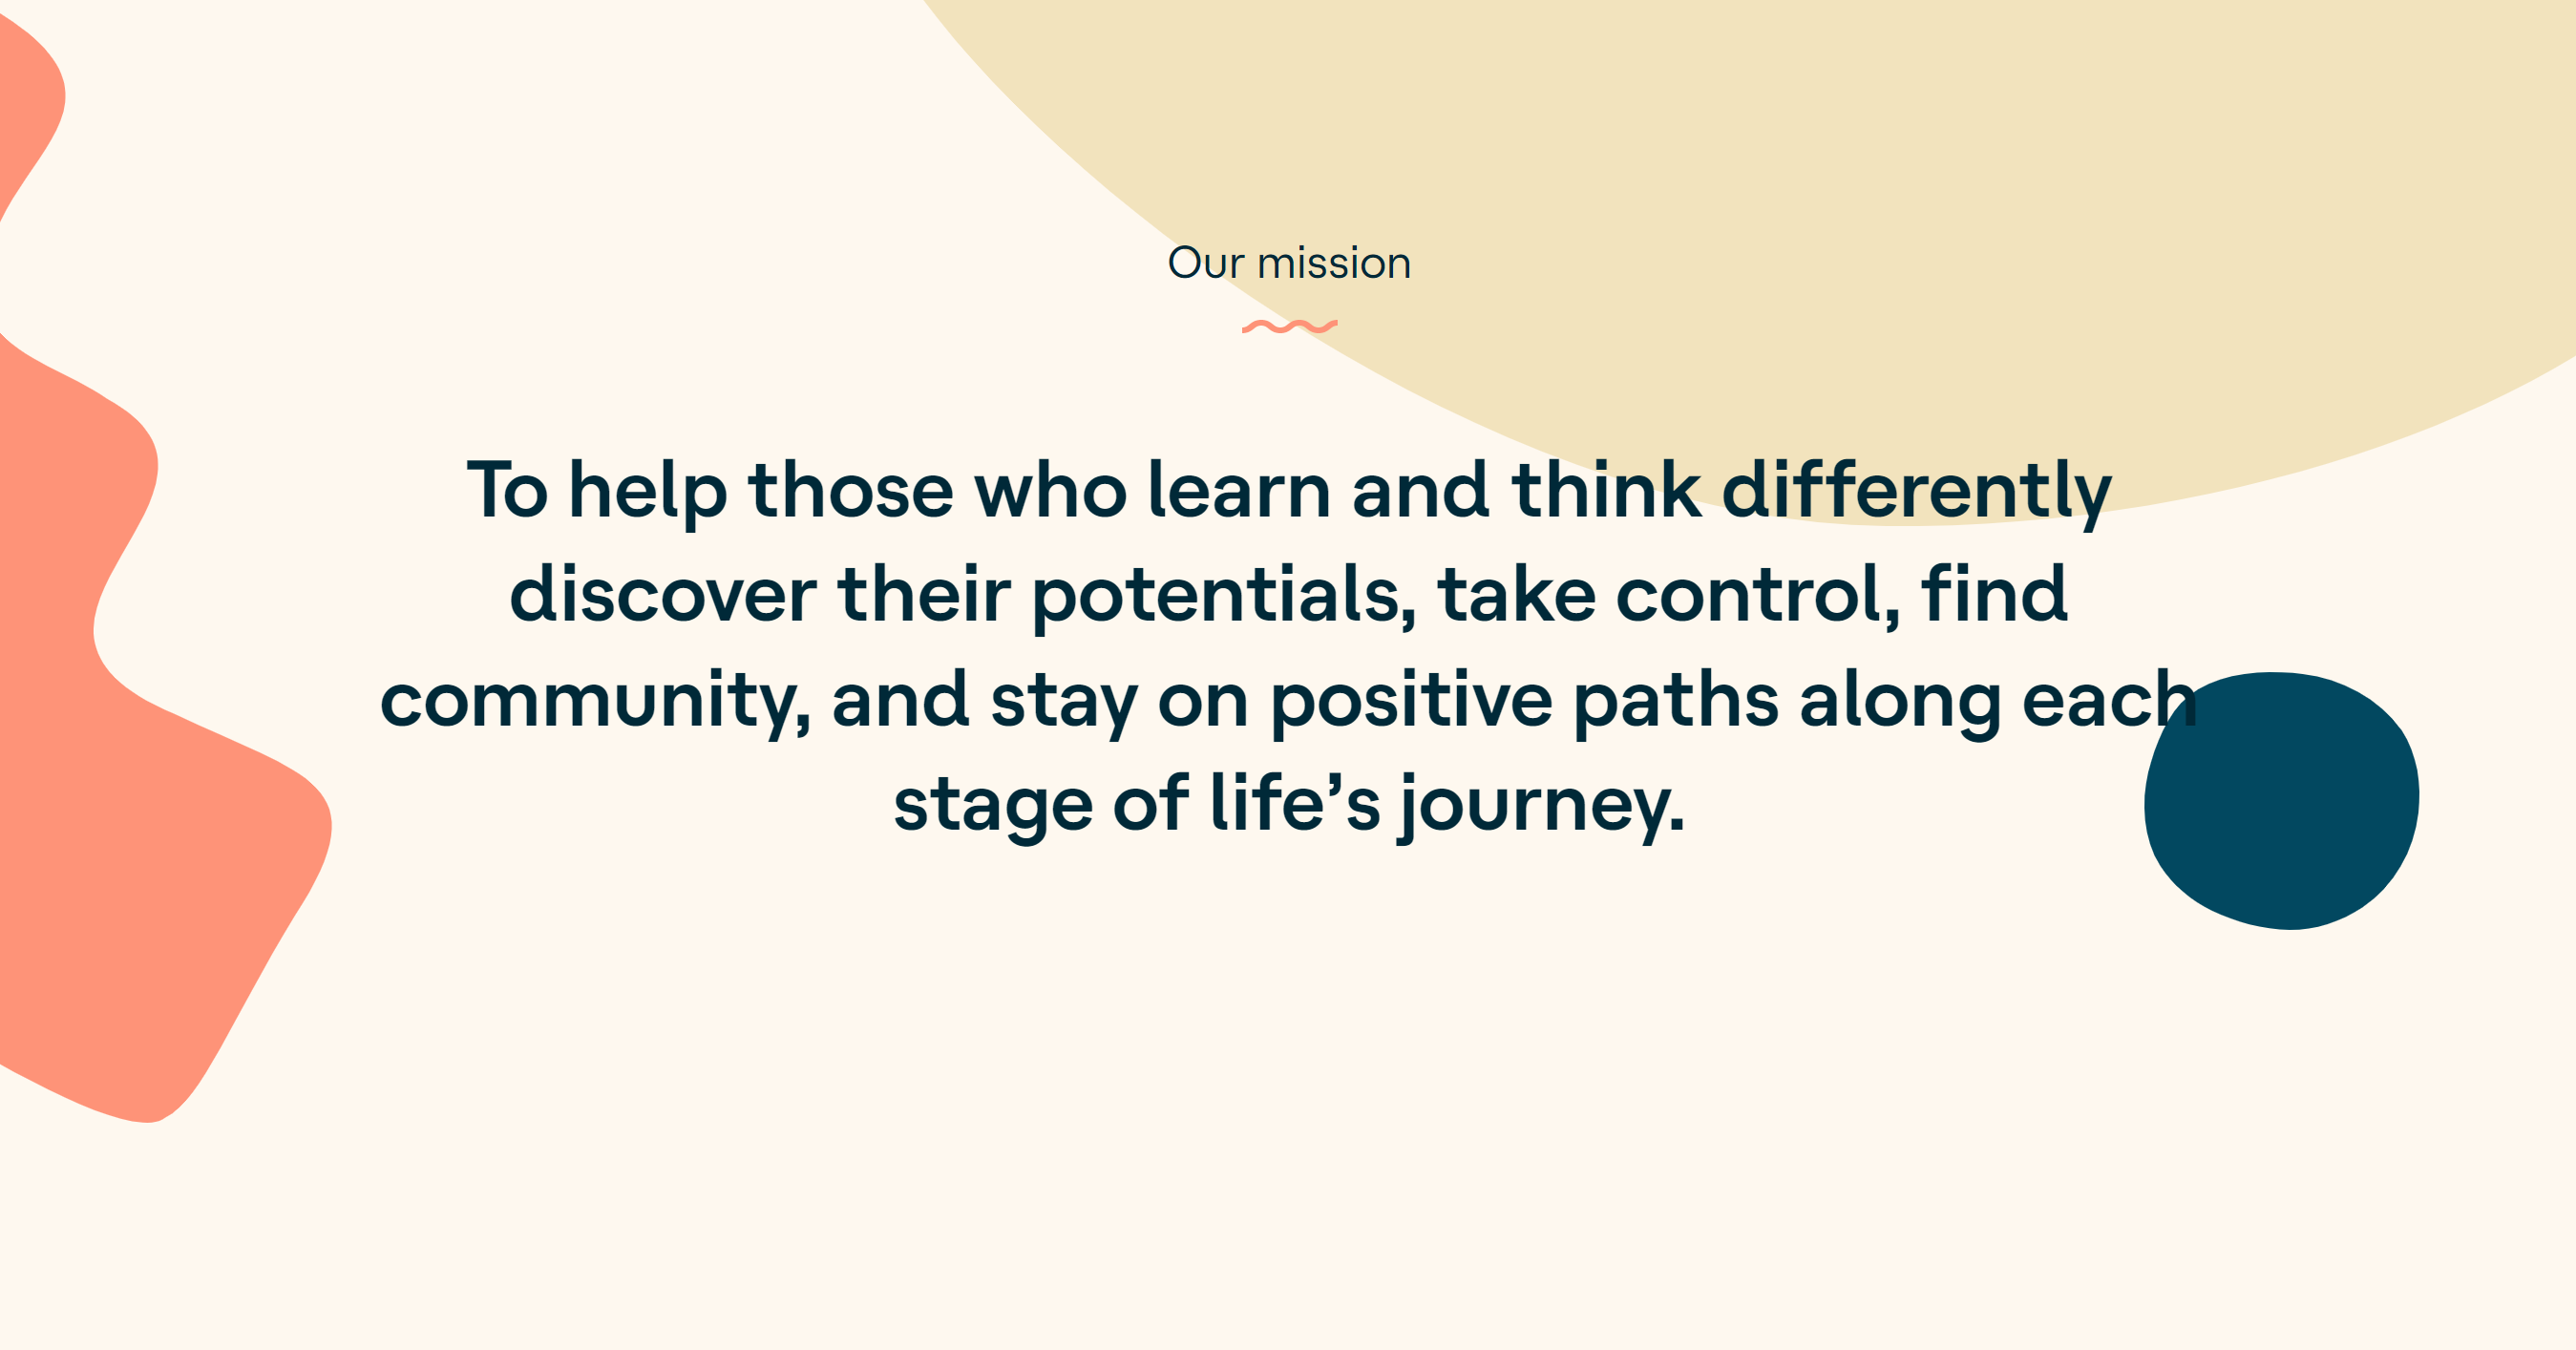 Our mission
To help those who learn and think differently
discover their potentials, take control, find
community, and stay on positive paths along each
stage of life’s journey.